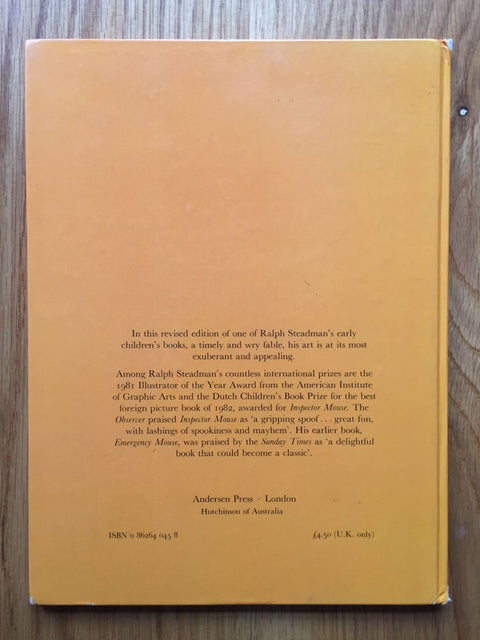 In this revised edition of one of Ralph Steadman's early
children's books, a timely and wry fable, his art is at its most
exuberant and appealing.
Among Ralph Steadman's countless international prizes are the
1981 Illustrator of the Year Award from the American Institute
of Graphic Arts and the Dutch Children's Book Prize for the best
foreign picture book of 1982, awarded for Inspector Mouse. The
Observer praised Inspector Mouse as 'a gripping spoof... great fun,
with lashings of spookiness and mayhem'. His earlier book,
Emergency Mouse, was praised by the Sunday Times as 'a delightful
book that could become a classic'.
Andersen Press · London
Hutchinson of Australia
ISBN 0 86264 045 8 £4.50 (U.K. only)